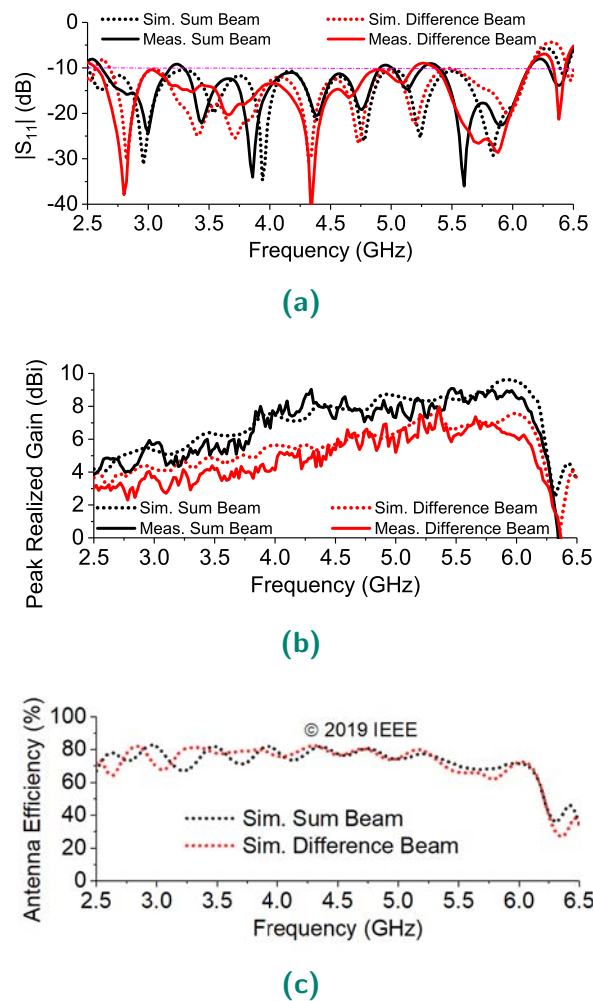 Sim. Sum Beam Sim. Difference Beam
Meas. Sum Beam Meas. Difference Beam
0
-10
-20
-30
-40
|S11| (dB)
2.5 3.0 3.5 4.0 4.5 5.0 5.5 6.0 6.5
Frequency (GHz)
(a)
10
8
6
4
2
0
Peak Realized Gain (dBi)
Sim. Sum Beam Sim. Difference Beam
Meas. Sum Beam Meas. Difference Beam
2.5 3.0 3.5 4.0 4.5 5.0 5.5 6.0 6.5
Frequency (GHz)
(b)
100
80
60
40
20
0
Antenna Efficiency (%)
© 2019 IEEE
Sim. Sum Beam
Sim. Difference Beam
2.5 3.0 3.5 4.0 4.5 5.0 5.5 6.0 6.5
Frequency (GHz)
(c)